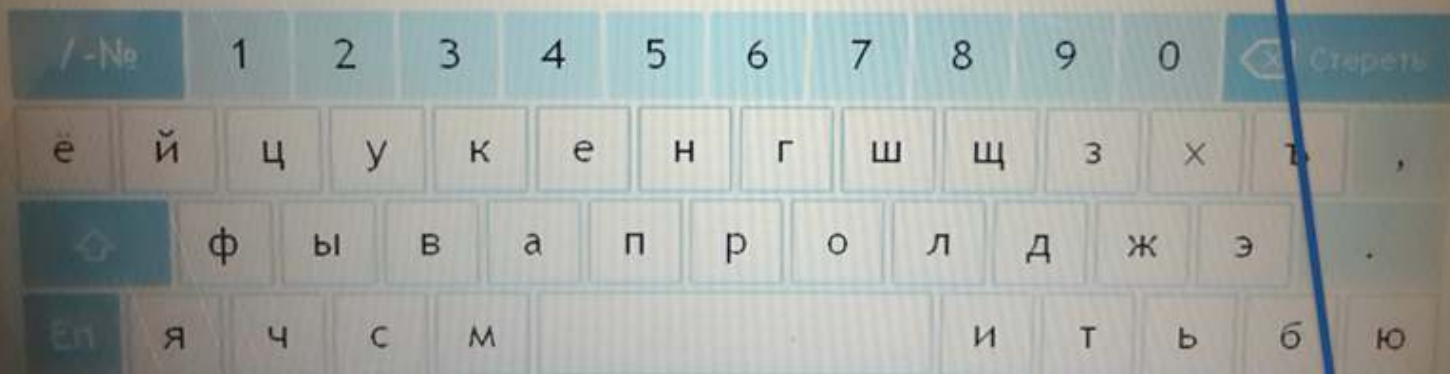 /-№ 1 2 3 4 5 6 7 8 9 0 Стереть
ё й ц у к е н г ш щ з х ъ ,
ф ы в а п р о л д ж э .
En я ч с м и т ь б ю